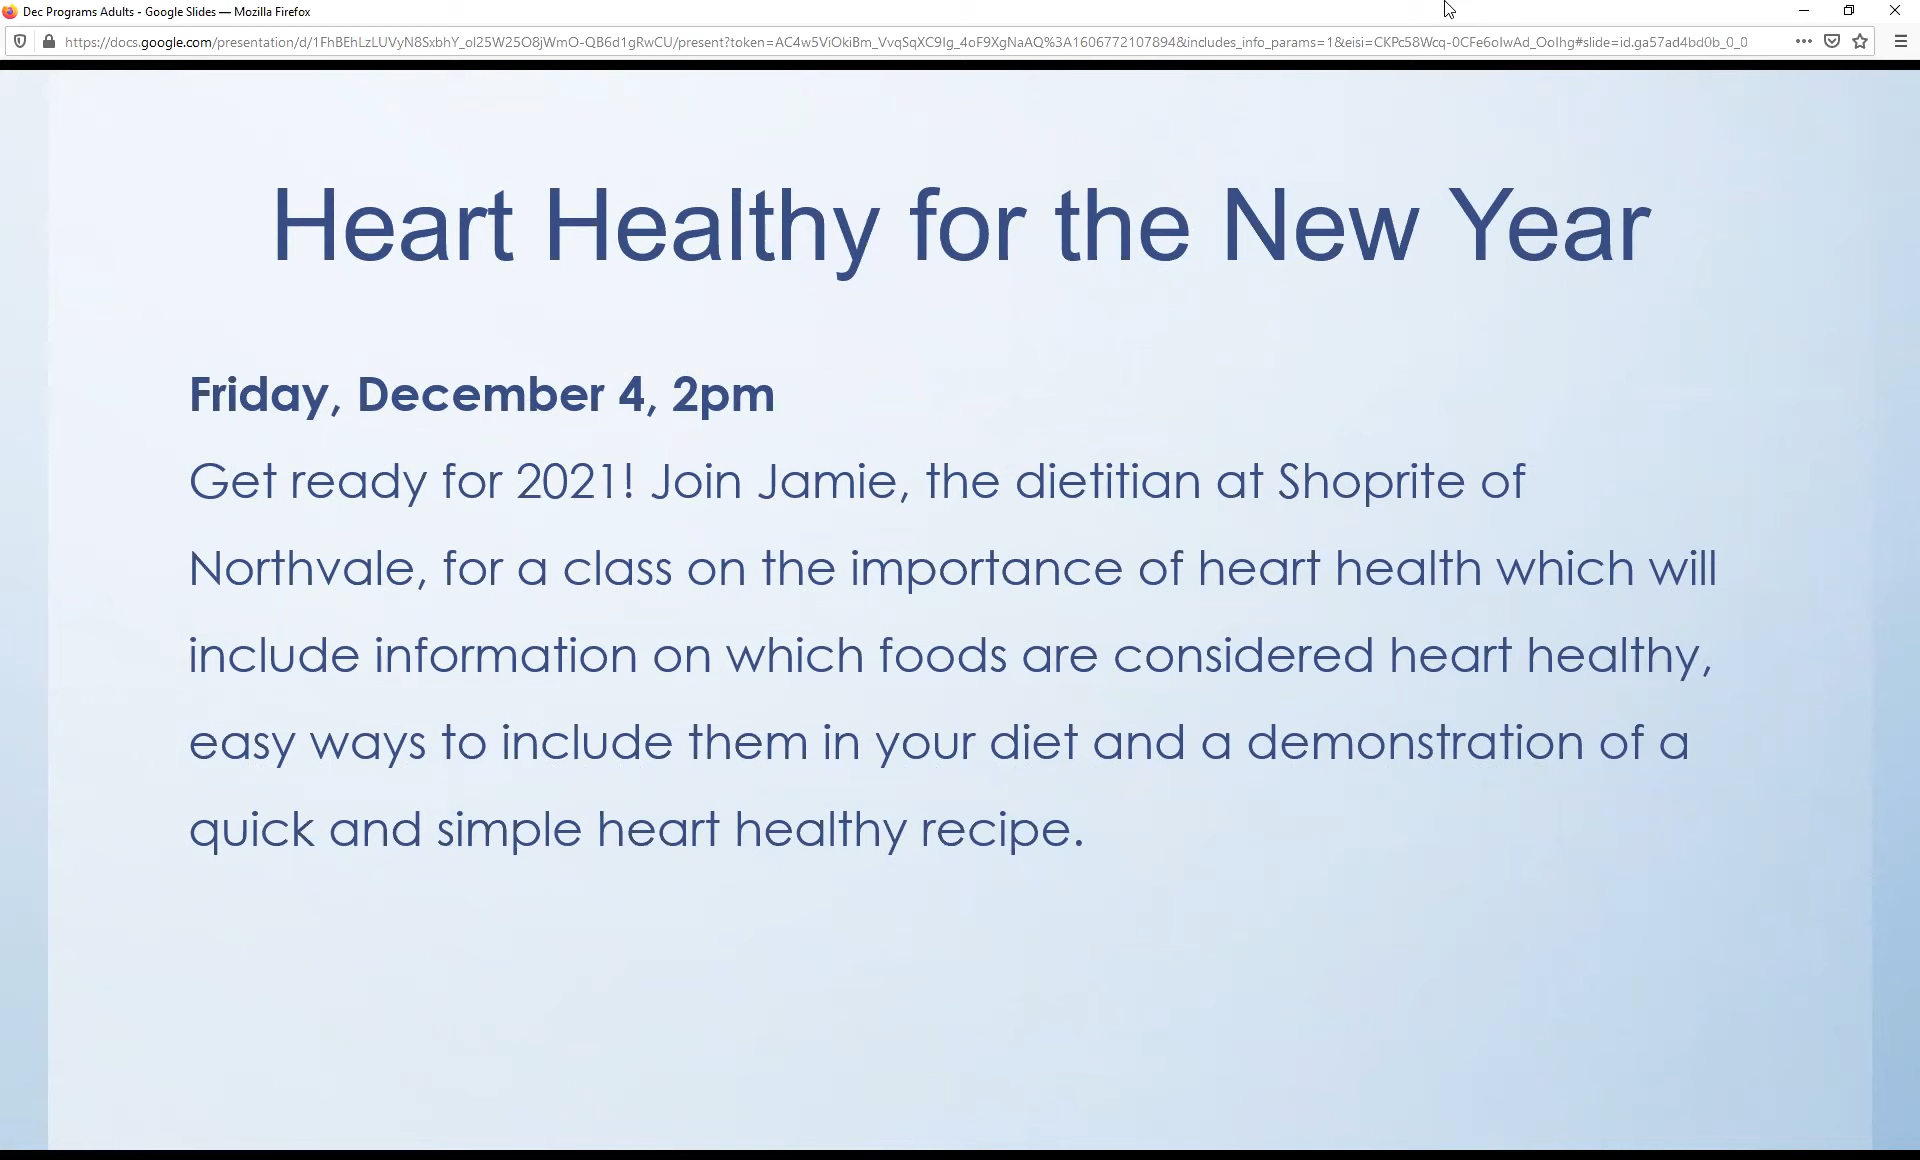 Dec Programs Adults - Google Slides — Mozilla Firefox
https://docs.google.com/presentation/d/1FhBEhLzLUVyN8SxbhY_ol25W25O8jWmO-QB6d1gRwCU/present?token=AC4w5ViOkiBm_VvqSqXC9Ig_4oF9XgNaAQ%3A1606772107894&includes_info_params=1&eisi=CKPc58Wcq-0CFe6oIwAd_OoIhg#slide=id.ga57ad4bd0b_0_0
Heart Healthy for the New Year
Friday, December 4, 2pm
Get ready for 2021! Join Jamie, the dietitian at Shoprite of
Northvale, for a class on the importance of heart health which will
include information on which foods are considered heart healthy,
easy ways to include them in your diet and a demonstration of a
quick and simple heart healthy recipe.